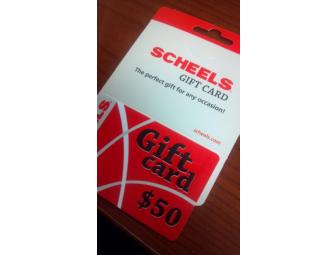 SCHEELS
GIFT CARD
The perfect gift for any occasion!
scheels.com
Gift
card
$50